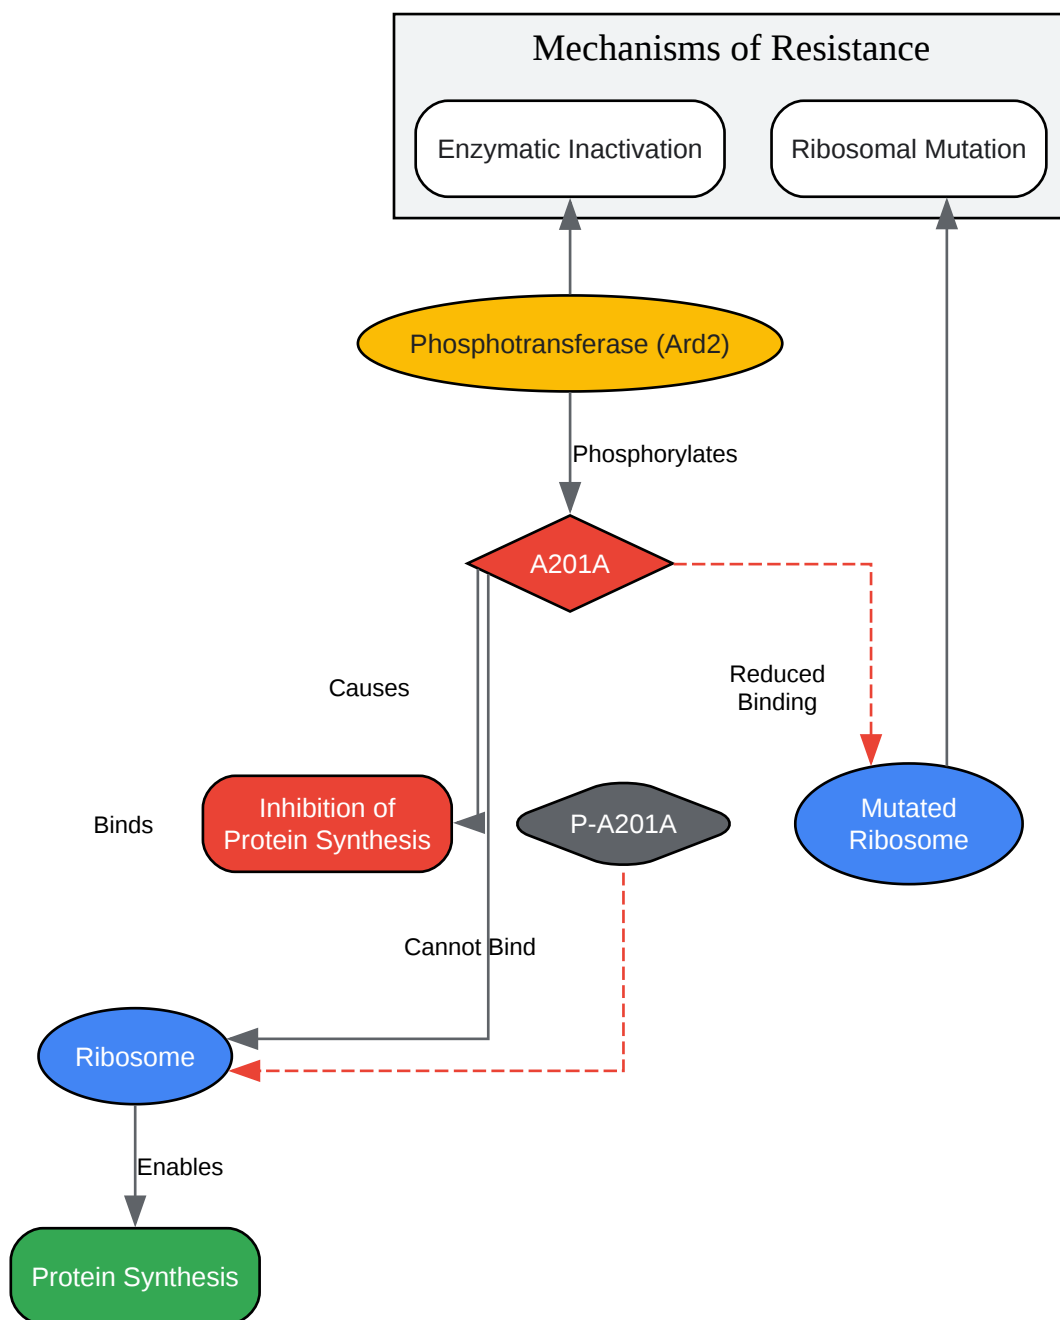 Mechanisms of Resistance
Enzymatic Inactivation
Ribosomal Mutation
Phosphotransferase (Ard2)
Phosphorylates
A201A
Causes
Reduced
Binding
Binds
Inhibition of
Protein Synthesis
P-A201A
Mutated
Ribosome
Cannot Bind
Ribosome
Enables
Protein Synthesis